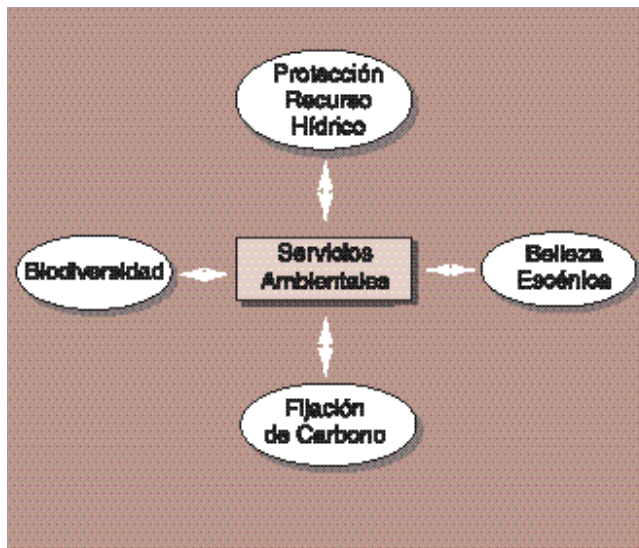 Protección
Recurso
Hídrico
Biodiversidad
Servicios
Ambientales
Belleza
Escénica
Fijación
de Carbono